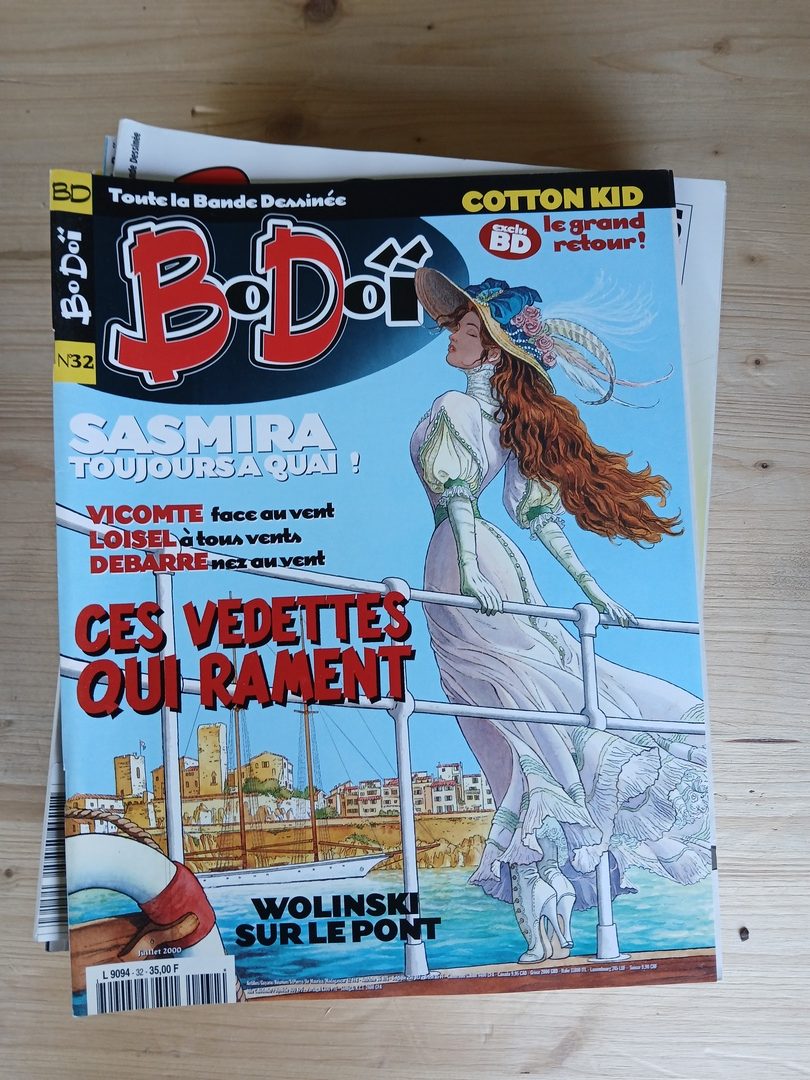 BD
Toute la Bande Dessinée
COTTON KID
exclu
BD
le grand
retour!
BoDoï
BoDoï
N°32
SASMIRA
TOUJOURS A QUAI !
VICOMTE face au vent
LOISEL à tous vents
DEBARRE nez au vent
CES VEDETTES
QUI RAMENT
WOLINSKI
SUR LE PONT
Juillet 2000
L 9094 - 32 - 35,00 F